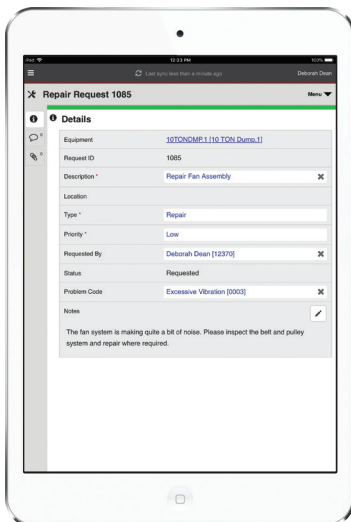 iPad 12:33 PM 100%
Last sync less than a minute ago Deborah Dean
Repair Request 1085 Menu
Details
Equipment 10TONDMP.1 [10 TON Dump.1]
Request ID 1085
Description * Repair Fan Assembly
Location
Type * Repair
Priority * Low
Requested By Deborah Dean [12370]
Status Requested
Problem Code Excessive Vibration [0003]
Notes
The fan system is making quite a bit of noise. Please inspect the belt and pulley
system and repair where required.